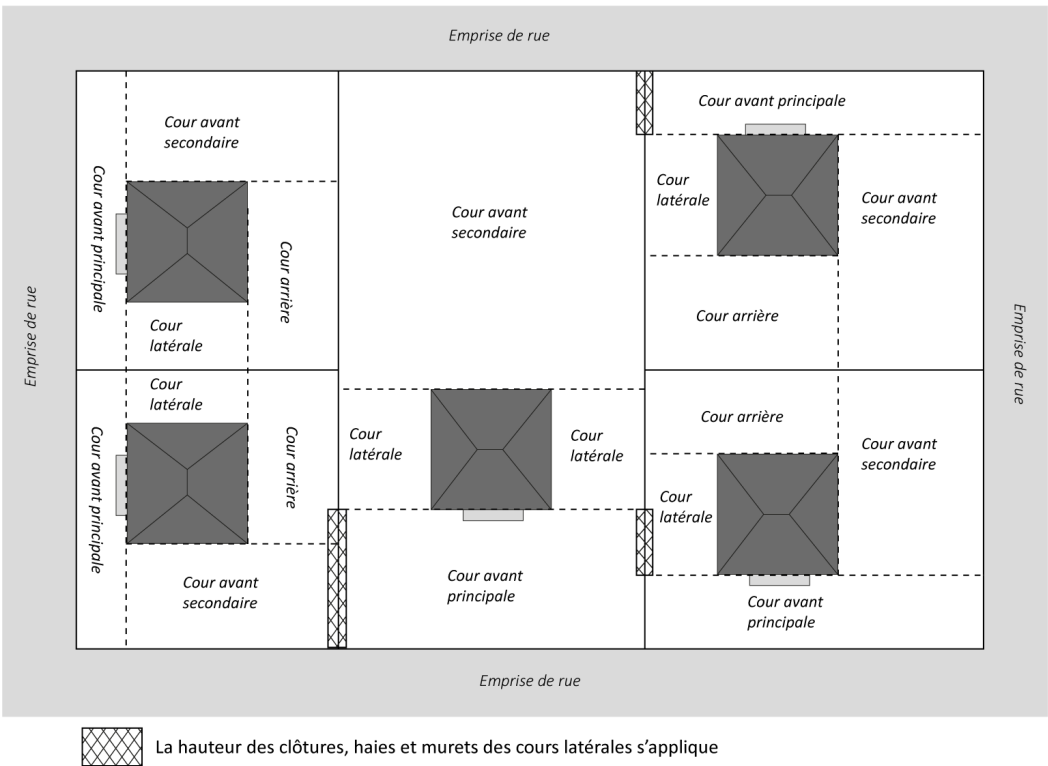 Emprise de rue
Cour avant
secondaire
Cour avant principale
Cour arrière
Cour
latérale
Cour avant
secondaire
Cour avant principale
Cour
latérale
Cour avant
secondaire
Cour arrière
Emprise de rue
Emprise de rue
Cour
latérale
Cour avant principale
Cour arrière
Cour avant
secondaire
Cour
latérale
Cour
latérale
Cour avant
principale
Cour arrière
Cour avant
secondaire
Cour
latérale
Cour avant
principale
Emprise de rue
La hauteur des clôtures, haies et murets des cours latérales s’applique